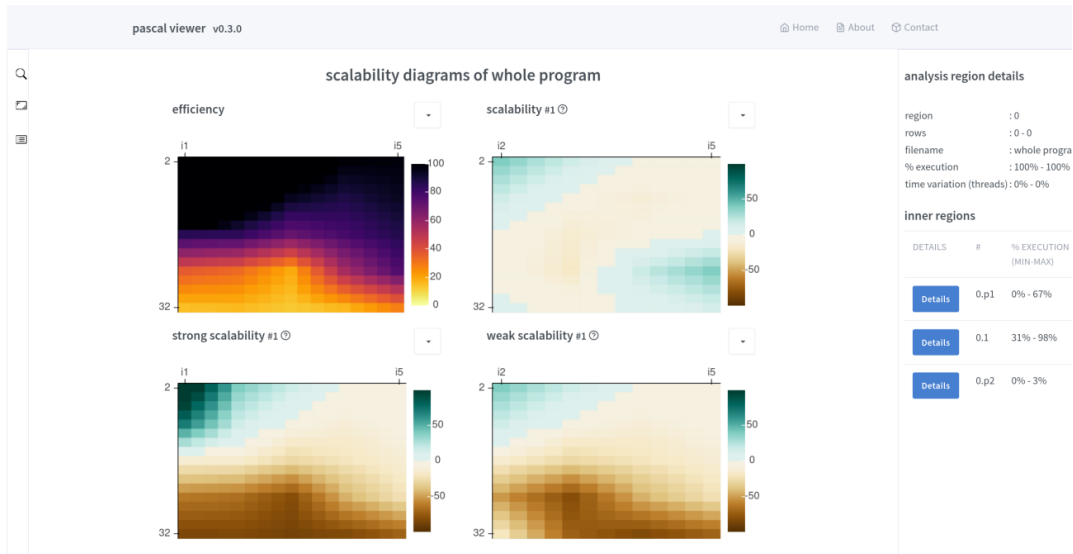 pascal viewer v0.3.0
Home About Contact
scalability diagrams of whole program
efficiency
i1 i5
2
32
100
80
60
40
20
0
scalability #1
i2 i5
2
32
50
0
-50
strong scalability #1
i1 i5
2
32
50
0
-50
weak scalability #1
i2 i5
2
32
50
0
-50
analysis region details
region : 0
rows : 0 - 0
filename : whole progra
% execution : 100% - 100%
time variation (threads) : 0% - 0%
inner regions
DETAILS # % EXECUTION
(MIN-MAX)
Details 0.p1 0% - 67%
Details 0.1 31% - 98%
Details 0.p2 0% - 3%